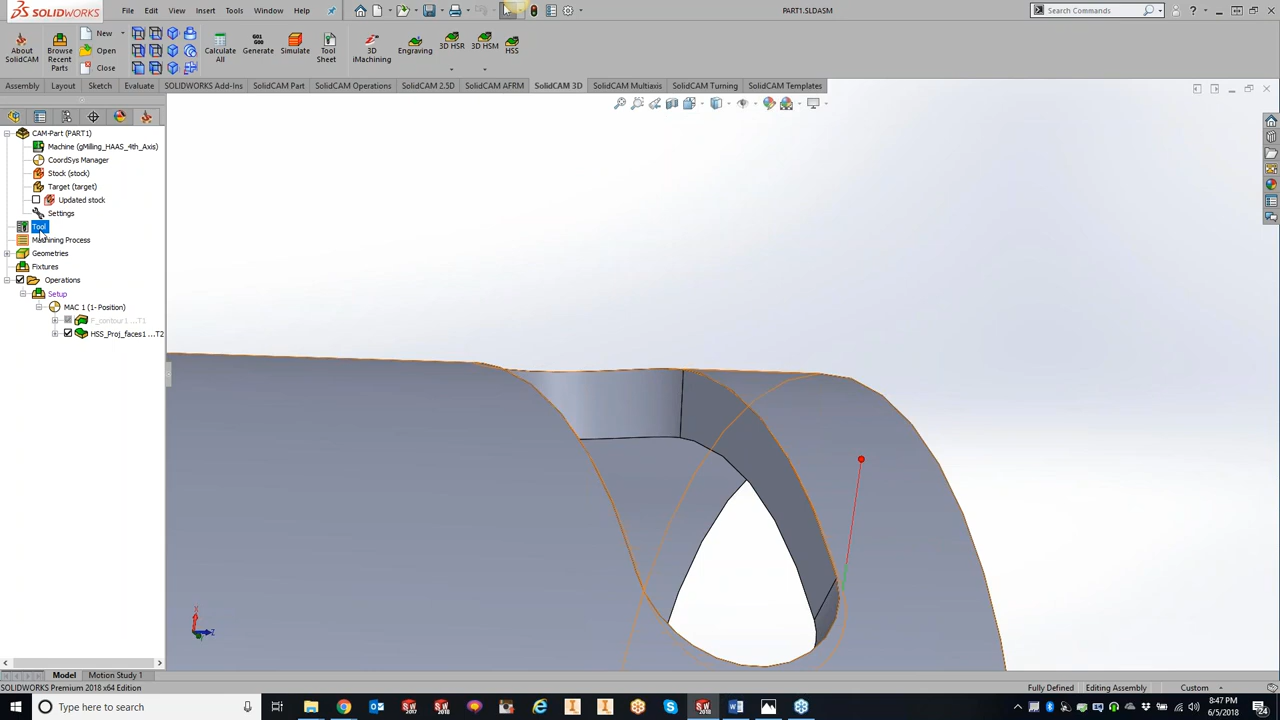 SOLIDWORKS
File Edit View Insert Tools Window Help
PART1.SLDASM
Search Commands
About SolidCAM
Browse Recent Parts
New
Open
Close
Calculate All
Generate
Simulate
Tool Sheet
3D iMachining
Engraving
3D HSR
3D HSM
HSS
Assembly Layout Sketch Evaluate SOLIDWORKS Add-Ins SolidCAM Part SolidCAM Operations SolidCAM 2.5D SolidCAM AFRM SolidCAM 3D SolidCAM Multiaxis SolidCAM Turning SolidCAM Templates
CAM-Part (PART1)
Machine (gMilling_HAAS_4th_Axis)
CoordSys Manager
Stock (stock)
Target (target)
Updated stock
Settings
Tool
Machining Process
Geometries
Fixtures
Operations
Setup
MAC 1 (1- Position)
F_contour1 ...T1
HSS_Proj_faces1 ...T2
Model Motion Study 1
SOLIDWORKS Premium 2018 x64 Edition
Fully Defined
Editing Assembly
Custom
Type here to search
8:47 PM
6/5/2018